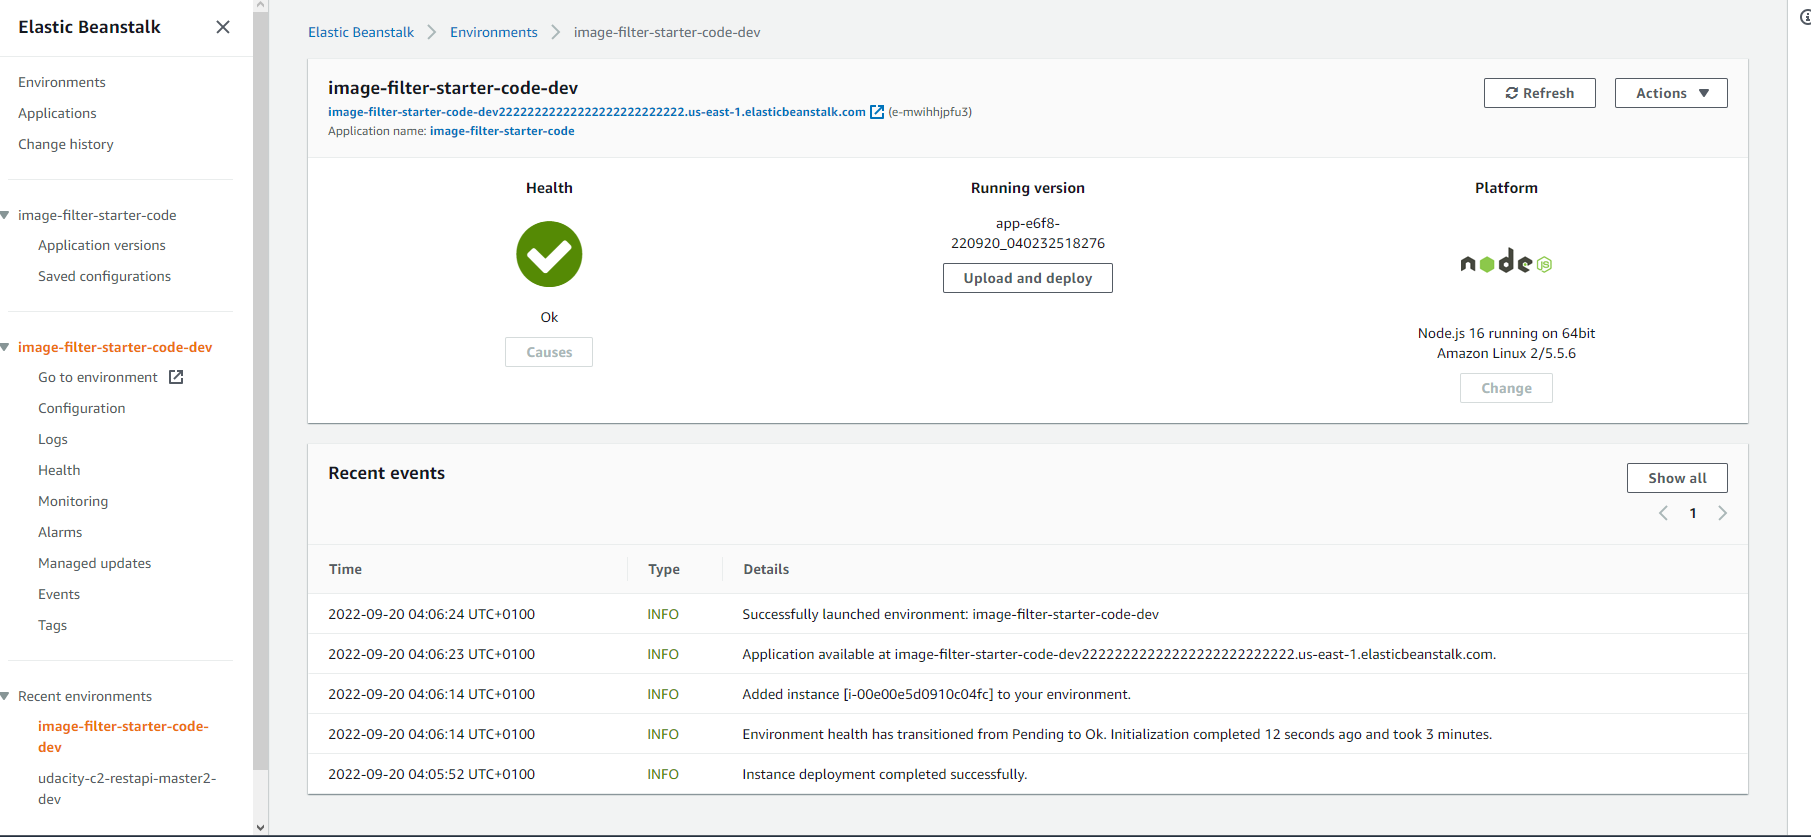 Elastic Beanstalk
Environments
Applications
Change history
image-filter-starter-code
Application versions
Saved configurations
image-filter-starter-code-dev
Go to environment
Configuration
Logs
Health
Monitoring
Alarms
Managed updates
Events
Tags
Recent environments
image-filter-starter-code-
dev
udacity-c2-restapi-master2-
dev
Elastic Beanstalk > Environments > image-filter-starter-code-dev
image-filter-starter-code-dev
image-filter-starter-code-dev22222222222222222222222222.us-east-1.elasticbeanstalk.com (e-mwihhjpfu3)
Application name: image-filter-starter-code
Refresh
Actions
Health
Ok
Causes
Running version
app-e6f8-
220920_040232518276
Upload and deploy
Platform
node JS
Node.js 16 running on 64bit
Amazon Linux 2/5.5.6
Change
Recent events
Show all
1
Time Type Details
2022-09-20 04:06:24 UTC+0100 INFO Successfully launched environment: image-filter-starter-code-dev
2022-09-20 04:06:23 UTC+0100 INFO Application available at image-filter-starter-code-dev22222222222222222222222222.us-east-1.elasticbeanstalk.com.
2022-09-20 04:06:14 UTC+0100 INFO Added instance [i-00e00e5d0910c04fc] to your environment.
2022-09-20 04:06:14 UTC+0100 INFO Environment health has transitioned from Pending to Ok. Initialization completed 12 seconds ago and took 3 minutes.
2022-09-20 04:05:52 UTC+0100 INFO Instance deployment completed successfully.